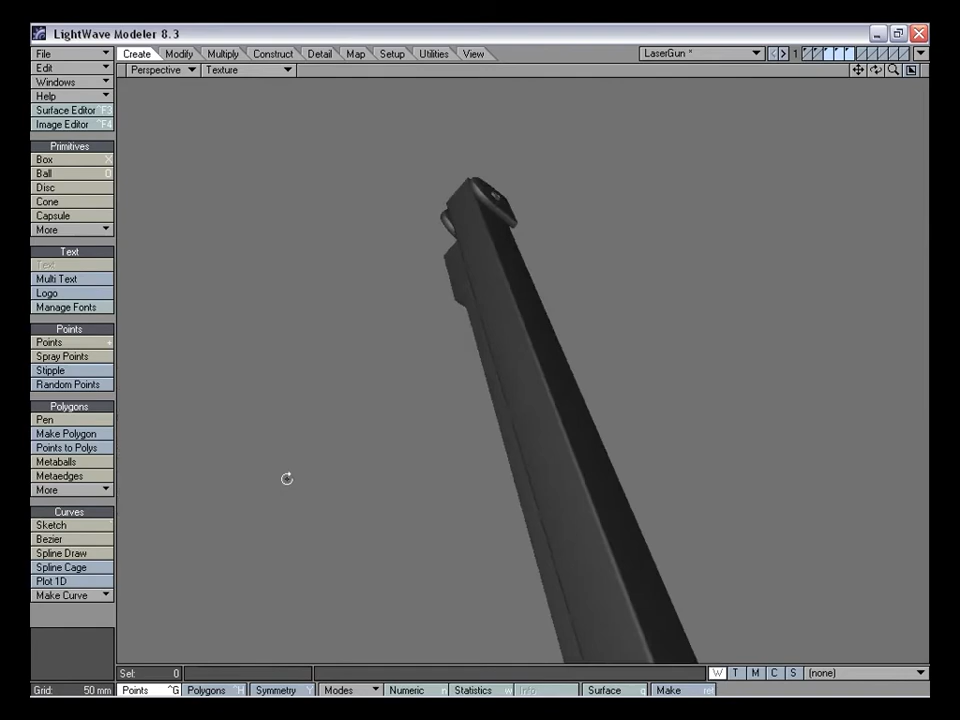 LightWave Modeler 8.3
File Create Modify Multiply Construct Detail Map Setup Utilities View LaserGun * 1
Edit Perspective Texture
Windows
Help
Surface Editor ^F3
Image Editor ^F4
Primitives
Box X
Ball O
Disc
Cone
Capsule
More
Text
Text
Multi Text
Logo
Manage Fonts
Points
Points +
Spray Points
Stipple
Random Points
Polygons
Pen
Make Polygon
Points to Polys
Metaballs
Metaedges
More
Curves
Sketch
Bezier
Spline Draw
Spline Cage
Plot 1D
Make Curve
Sel: 0 W T M C S (none)
Grid: 50 mm Points ^G Polygons ^H Symmetry Y Modes Numeric n Statistics w Info Surface q Make ret